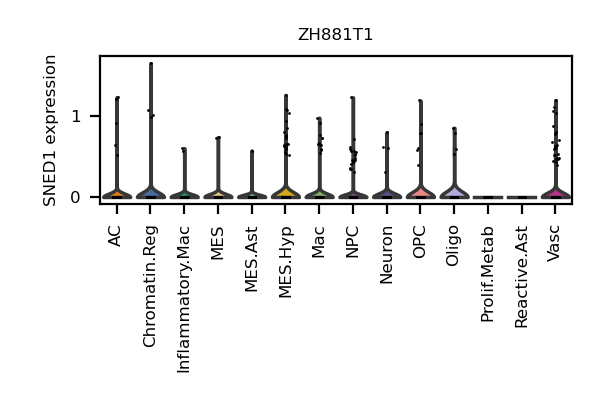 ZH881T1
SNED1 expression
1
0
AC
Chromatin.Reg
Inflammatory.Mac
MES
MES.Ast
MES.Hyp
Mac
NPC
Neuron
OPC
Oligo
Prolif.Metab
Reactive.Ast
Vasc